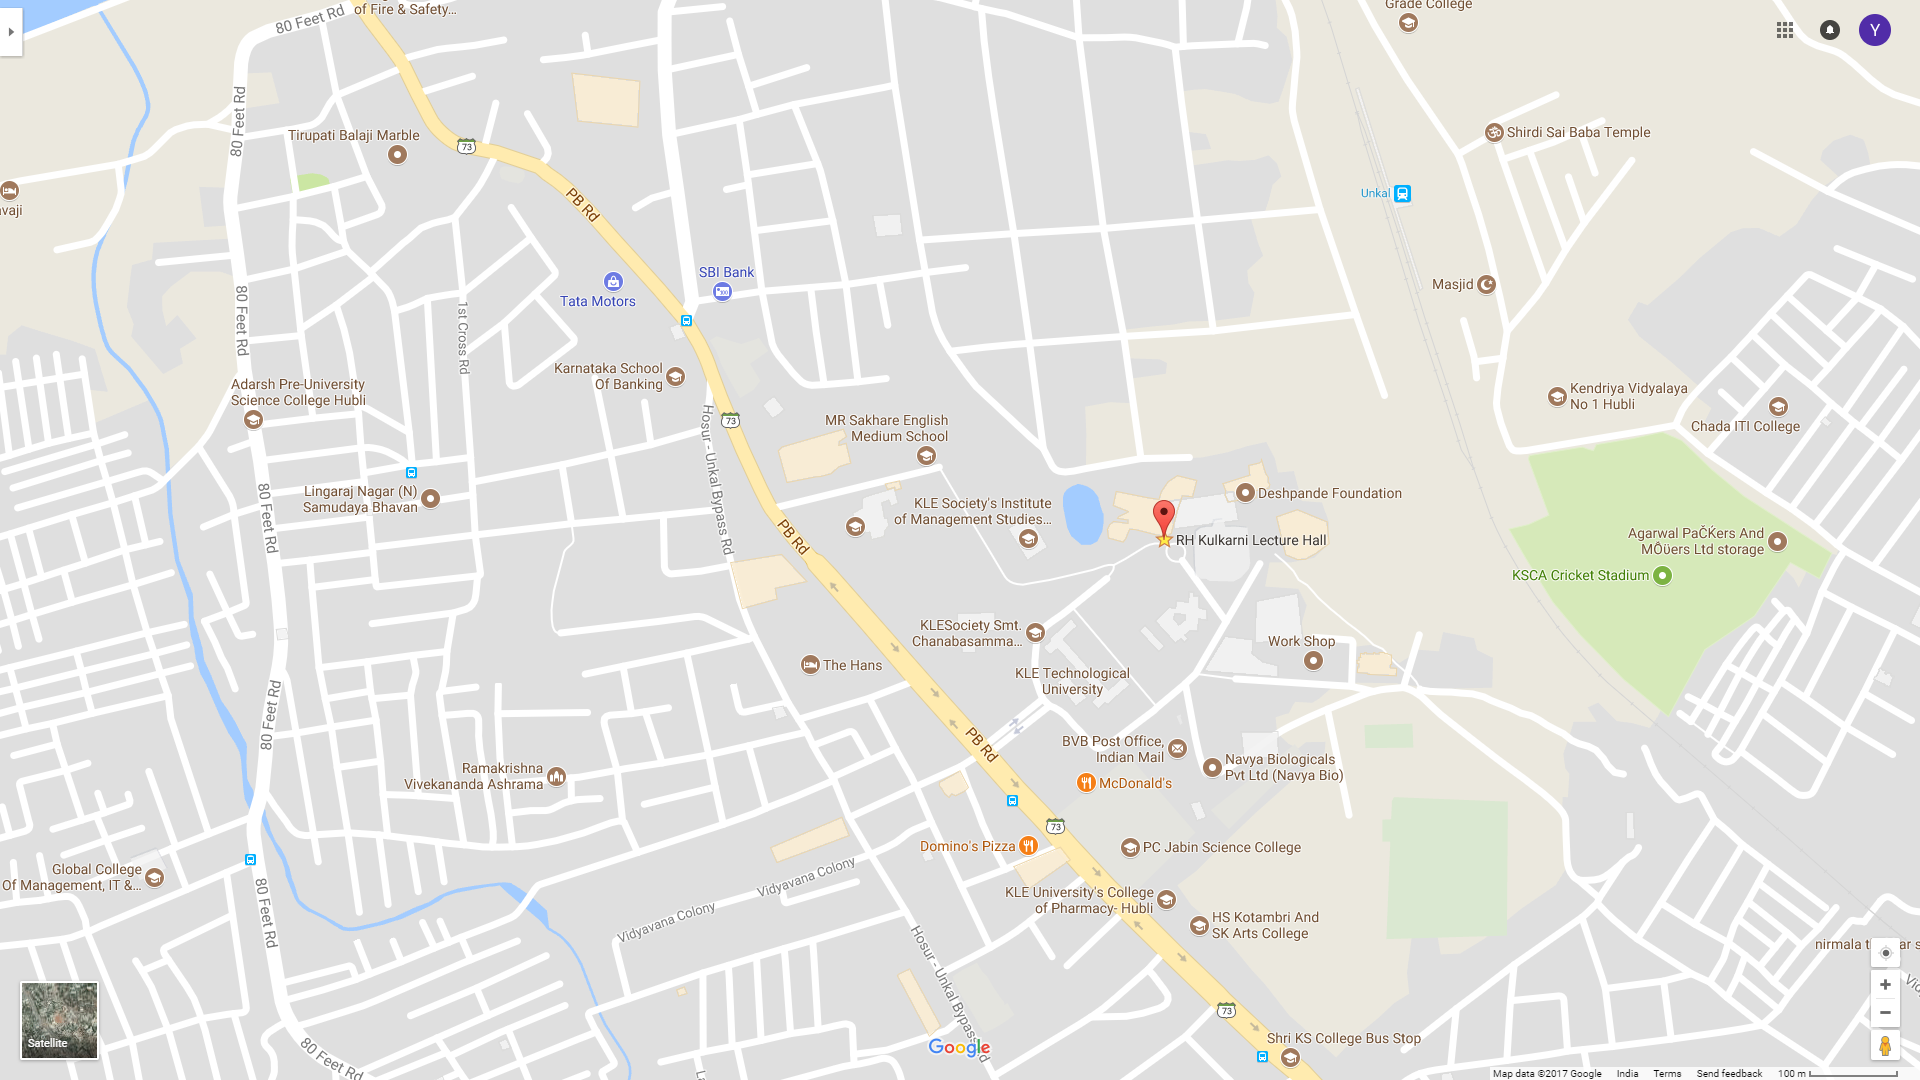 of Fire & Safety...
80 Feet Rd
Grade College
Y
80 Feet Rd
Tirupati Balaji Marble
73
Shirdi Sai Baba Temple
PB Rd
Unkal
SBI Bank
Tata Motors
Masjid
80 Feet Rd
1st Cross Rd
Karnataka School
Of Banking
Adarsh Pre-University
Science College Hubli
Kendriya Vidyalaya
No 1 Hubli
Chada ITI College
73
MR Sakhare English
Medium School
Hosur - Unkal Bypass Rd
Lingaraj Nagar (N)
Samudaya Bhavan
80 Feet Rd
KLE Society's Institute
of Management Studies...
Deshpande Foundation
PB Rd
RH Kulkarni Lecture Hall
Agarwal PaČḰers And
MÔϋers Ltd storage
KSCA Cricket Stadium
KLESociety Smt.
Chanabasamma...
Work Shop
The Hans
KLE Technological
University
80 Feet Rd
PB Rd
BVB Post Office,
Indian Mail
Navya Biologicals
Pvt Ltd (Navya Bio)
Ramakrishna
Vivekananda Ashrama
McDonald's
73
Domino's Pizza
PC Jabin Science College
Global College
Of Management, IT &...
Vidyavana Colony
KLE University's College
of Pharmacy- Hubli
Vidyavana Colony
80 Feet Rd
HS Kotambri And
SK Arts College
Hosur - Unkal Bypass Rd
73
Satellite
Google
Shri KS College Bus Stop
80 Feet Rd
Map data ©2017 Google India Terms Send feedback 100 m